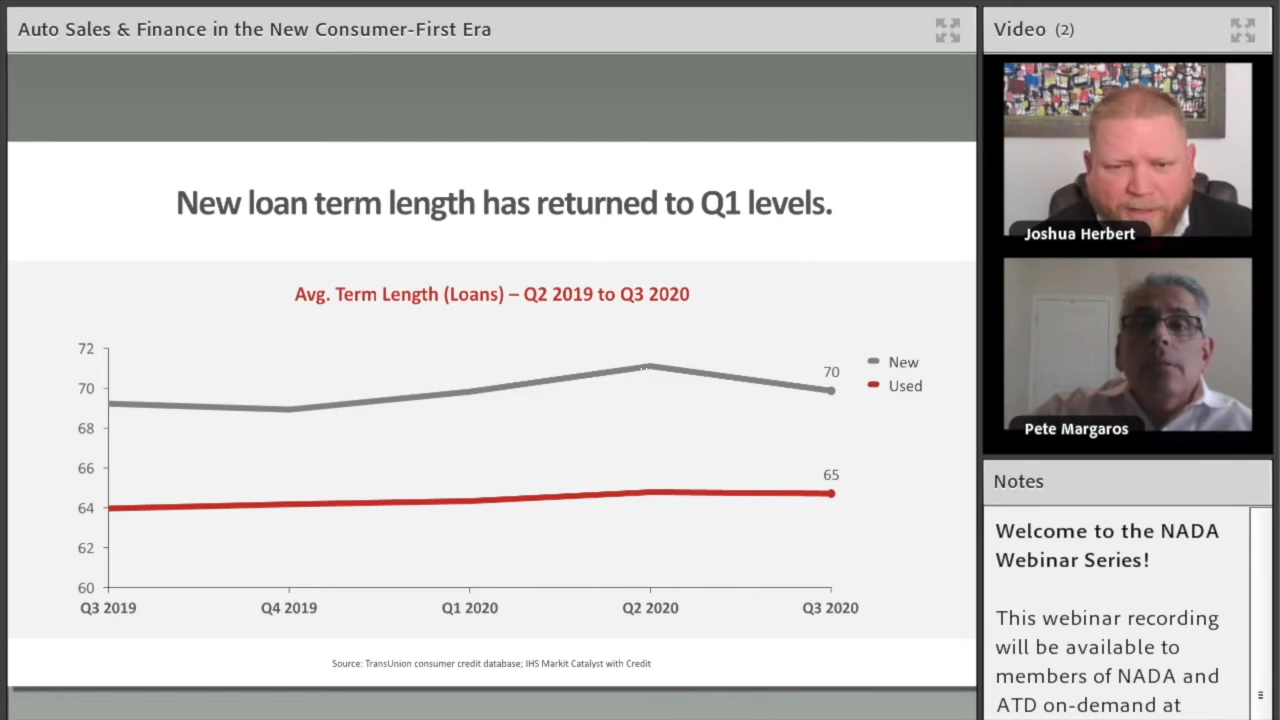 Auto Sales & Finance in the New Consumer-First Era
New loan term length has returned to Q1 levels.
Avg. Term Length (Loans) – Q2 2019 to Q3 2020
72
70
68
66
64
62
60
70
65
New
Used
Q3 2019
Q4 2019
Q1 2020
Q2 2020
Q3 2020
Source: TransUnion consumer credit database; IHS Markit Catalyst with Credit
Video (2)
Joshua Herbert
Pete Margaros
Notes
Welcome to the NADA
Webinar Series!
This webinar recording
will be available to
members of NADA and
ATD on-demand at